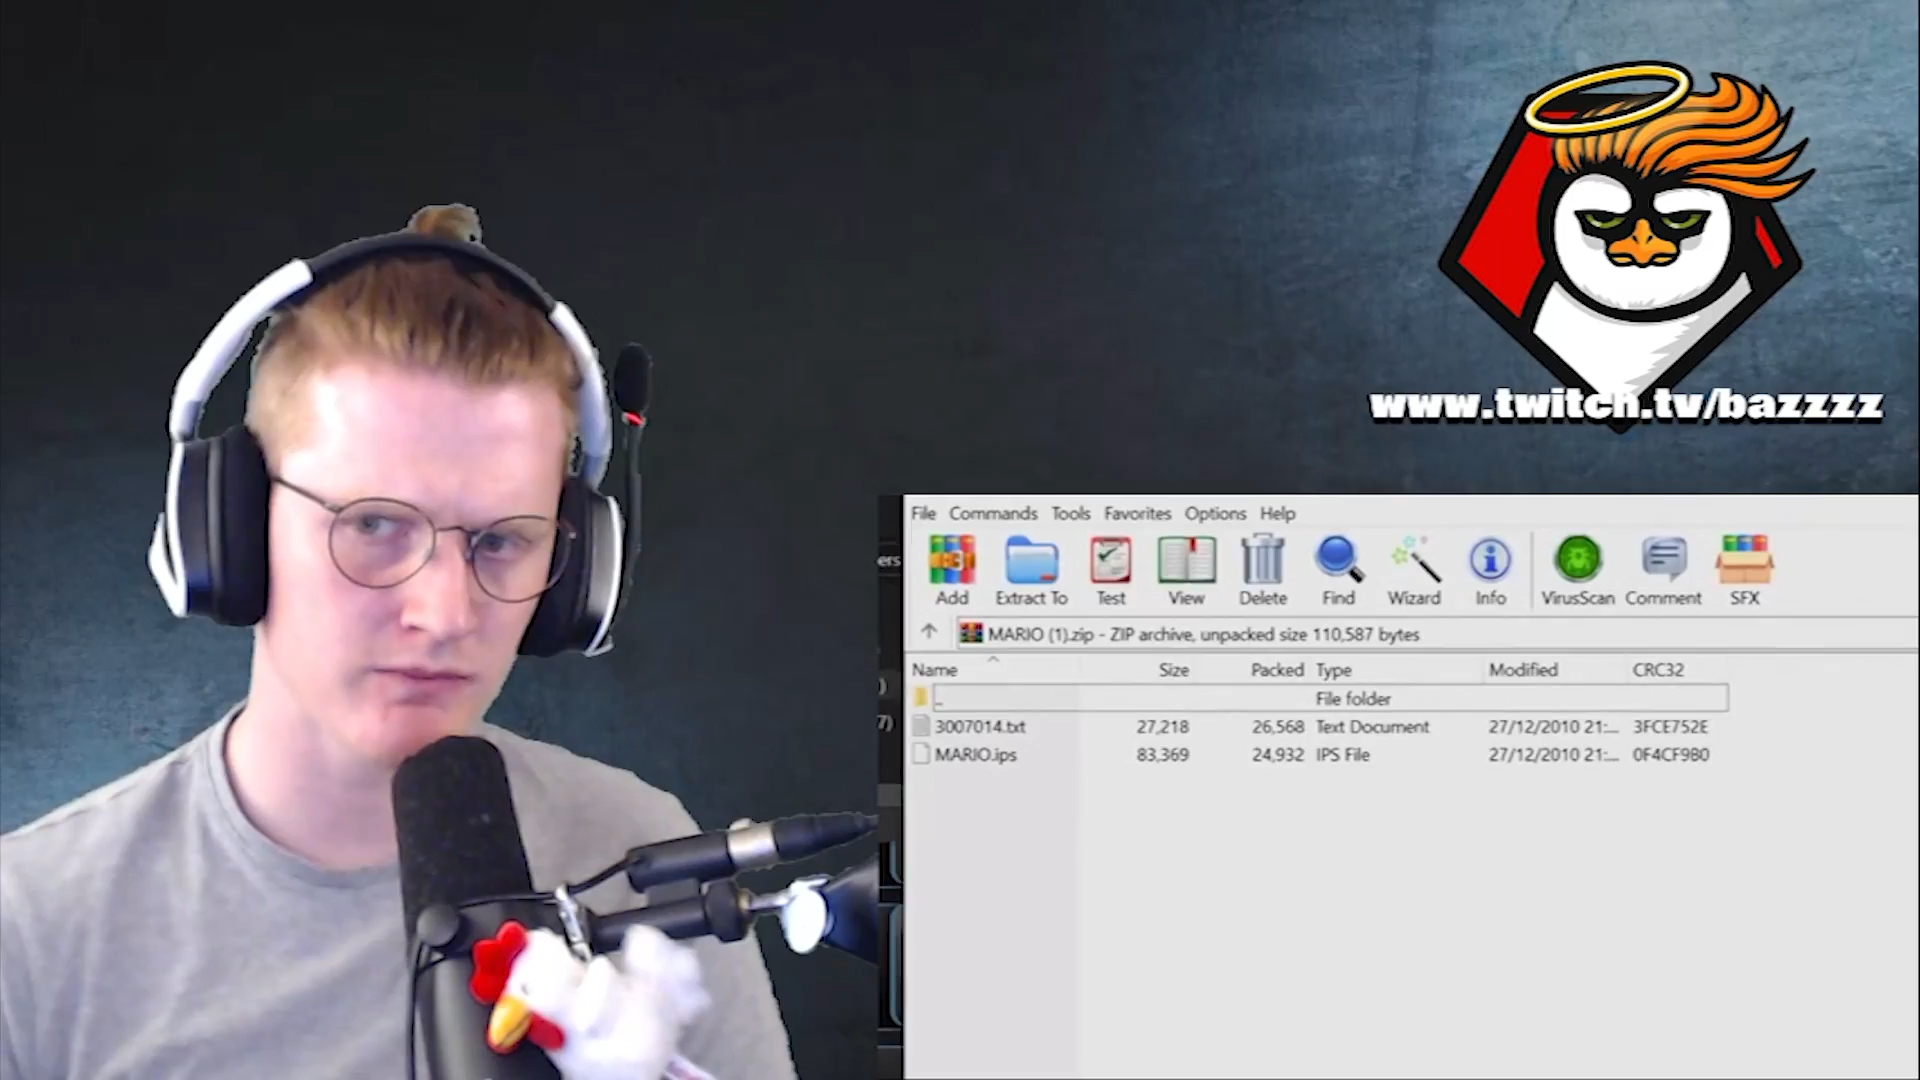 www.twitch.tv/bazzzz
File Commands Tools Favorites Options Help
Add Extract To Test View Delete Find Wizard Info VirusScan Comment SFX
MARIO (1).zip - ZIP archive, unpacked size 110,587 bytes
Name Size Packed Type Modified CRC32
.. File folder
3007014.txt 27,218 26,568 Text Document 27/12/2010 21:... 3FCE752E
MARIO.ips 83,369 24,932 IPS File 27/12/2010 21:... 0F4CF9B0
ers
)
7)